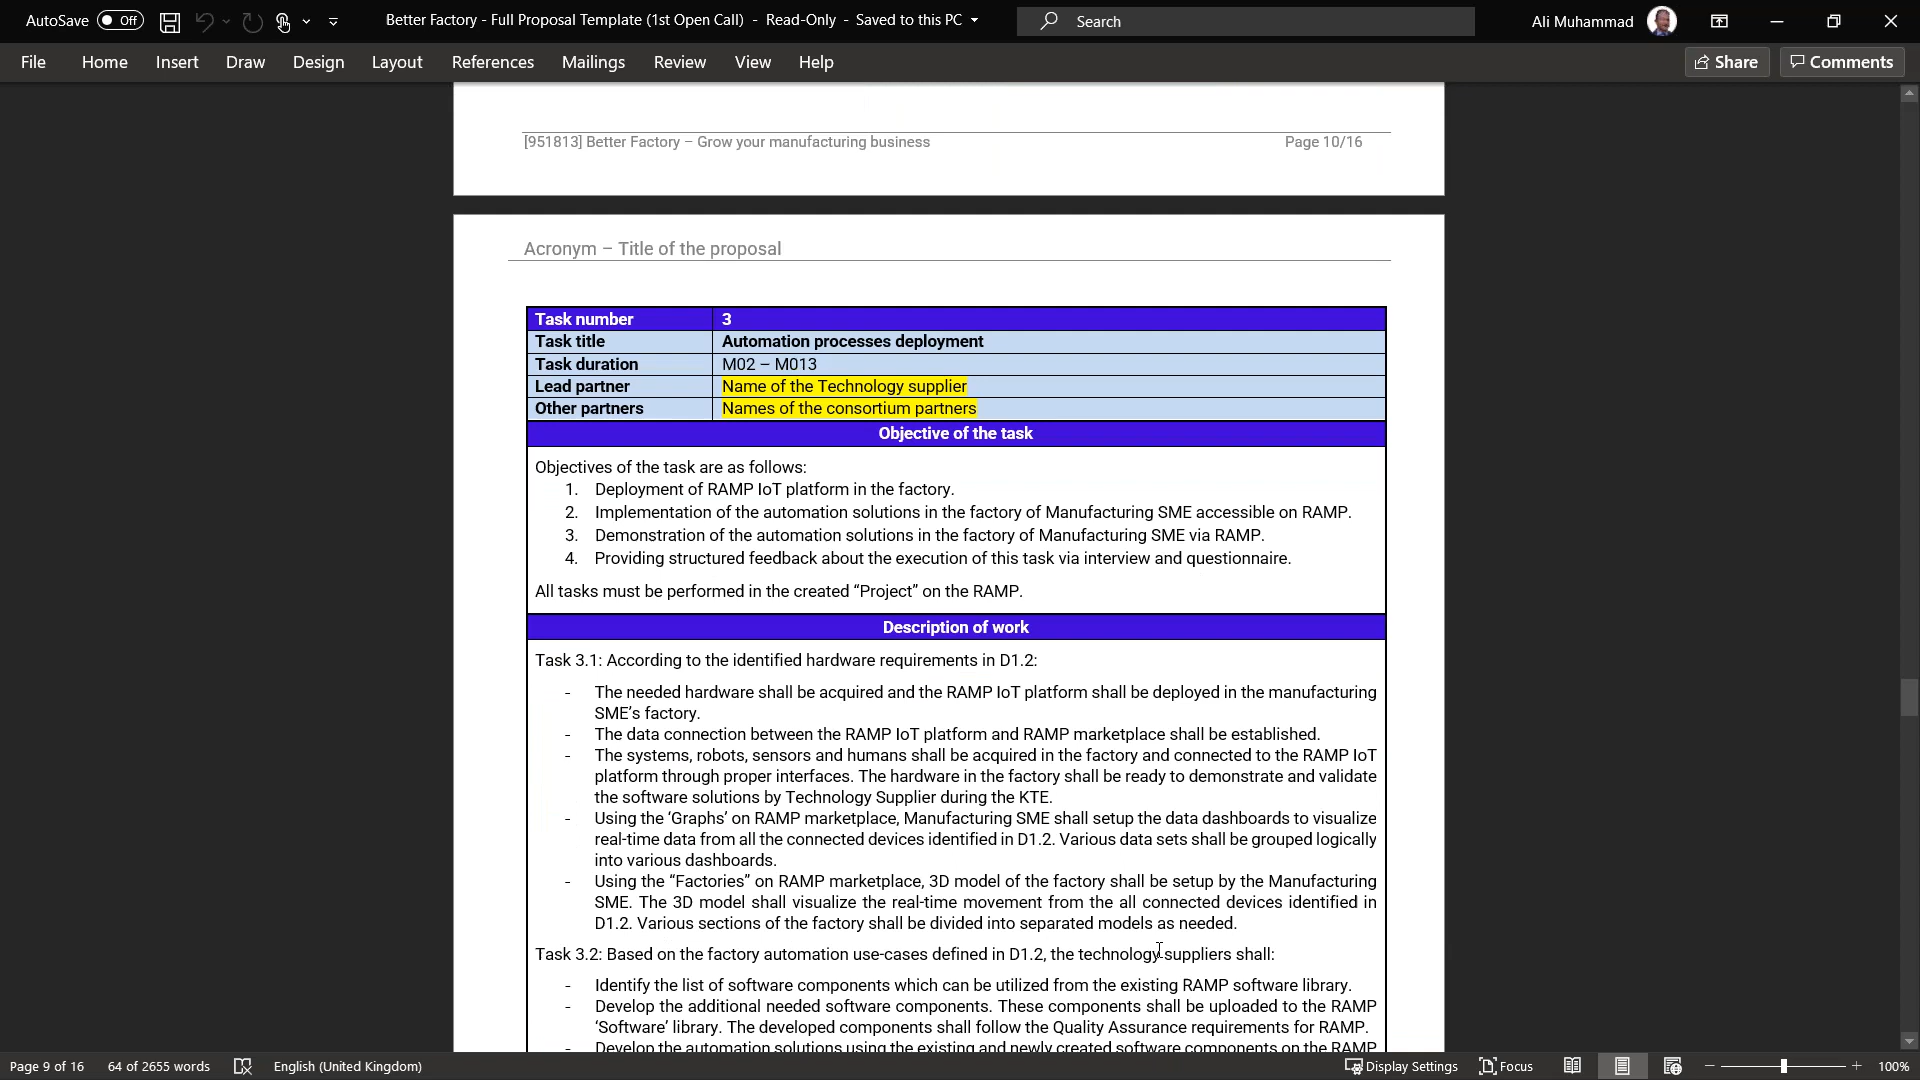 AutoSave Off Better Factory - Full Proposal Template (1st Open Call) - Read-Only - Saved to this PC Search Ali Muhammad
File Home Insert Draw Design Layout References Mailings Review View Help Share Comments
[951813] Better Factory – Grow your manufacturing business Page 10/16
Acronym – Title of the proposal
Task number 3
Task title Automation processes deployment
Task duration M02 – M013
Lead partner Name of the Technology supplier
Other partners Names of the consortium partners
Objective of the task
Objectives of the task are as follows:
1. Deployment of RAMP IoT platform in the factory.
2. Implementation of the automation solutions in the factory of Manufacturing SME accessible on RAMP.
3. Demonstration of the automation solutions in the factory of Manufacturing SME via RAMP.
4. Providing structured feedback about the execution of this task via interview and questionnaire.
All tasks must be performed in the created “Project” on the RAMP.
Description of work
Task 3.1: According to the identified hardware requirements in D1.2:
- The needed hardware shall be acquired and the RAMP IoT platform shall be deployed in the manufacturing
SME’s factory.
- The data connection between the RAMP IoT platform and RAMP marketplace shall be established.
- The systems, robots, sensors and humans shall be acquired in the factory and connected to the RAMP IoT
platform through proper interfaces. The hardware in the factory shall be ready to demonstrate and validate
the software solutions by Technology Supplier during the KTE.
- Using the ‘Graphs’ on RAMP marketplace, Manufacturing SME shall setup the data dashboards to visualize
real-time data from all the connected devices identified in D1.2. Various data sets shall be grouped logically
into various dashboards.
- Using the “Factories” on RAMP marketplace, 3D model of the factory shall be setup by the Manufacturing
SME. The 3D model shall visualize the real-time movement from the all connected devices identified in
D1.2. Various sections of the factory shall be divided into separated models as needed.
Task 3.2: Based on the factory automation use-cases defined in D1.2, the technology suppliers shall:
- Identify the list of software components which can be utilized from the existing RAMP software library.
- Develop the additional needed software components. These components shall be uploaded to the RAMP
‘Software’ library. The developed components shall follow the Quality Assurance requirements for RAMP.
- Develop the automation solutions using the existing and newly created software components on the RAMP
Page 9 of 16 64 of 2655 words English (United Kingdom) Display Settings Focus 100%